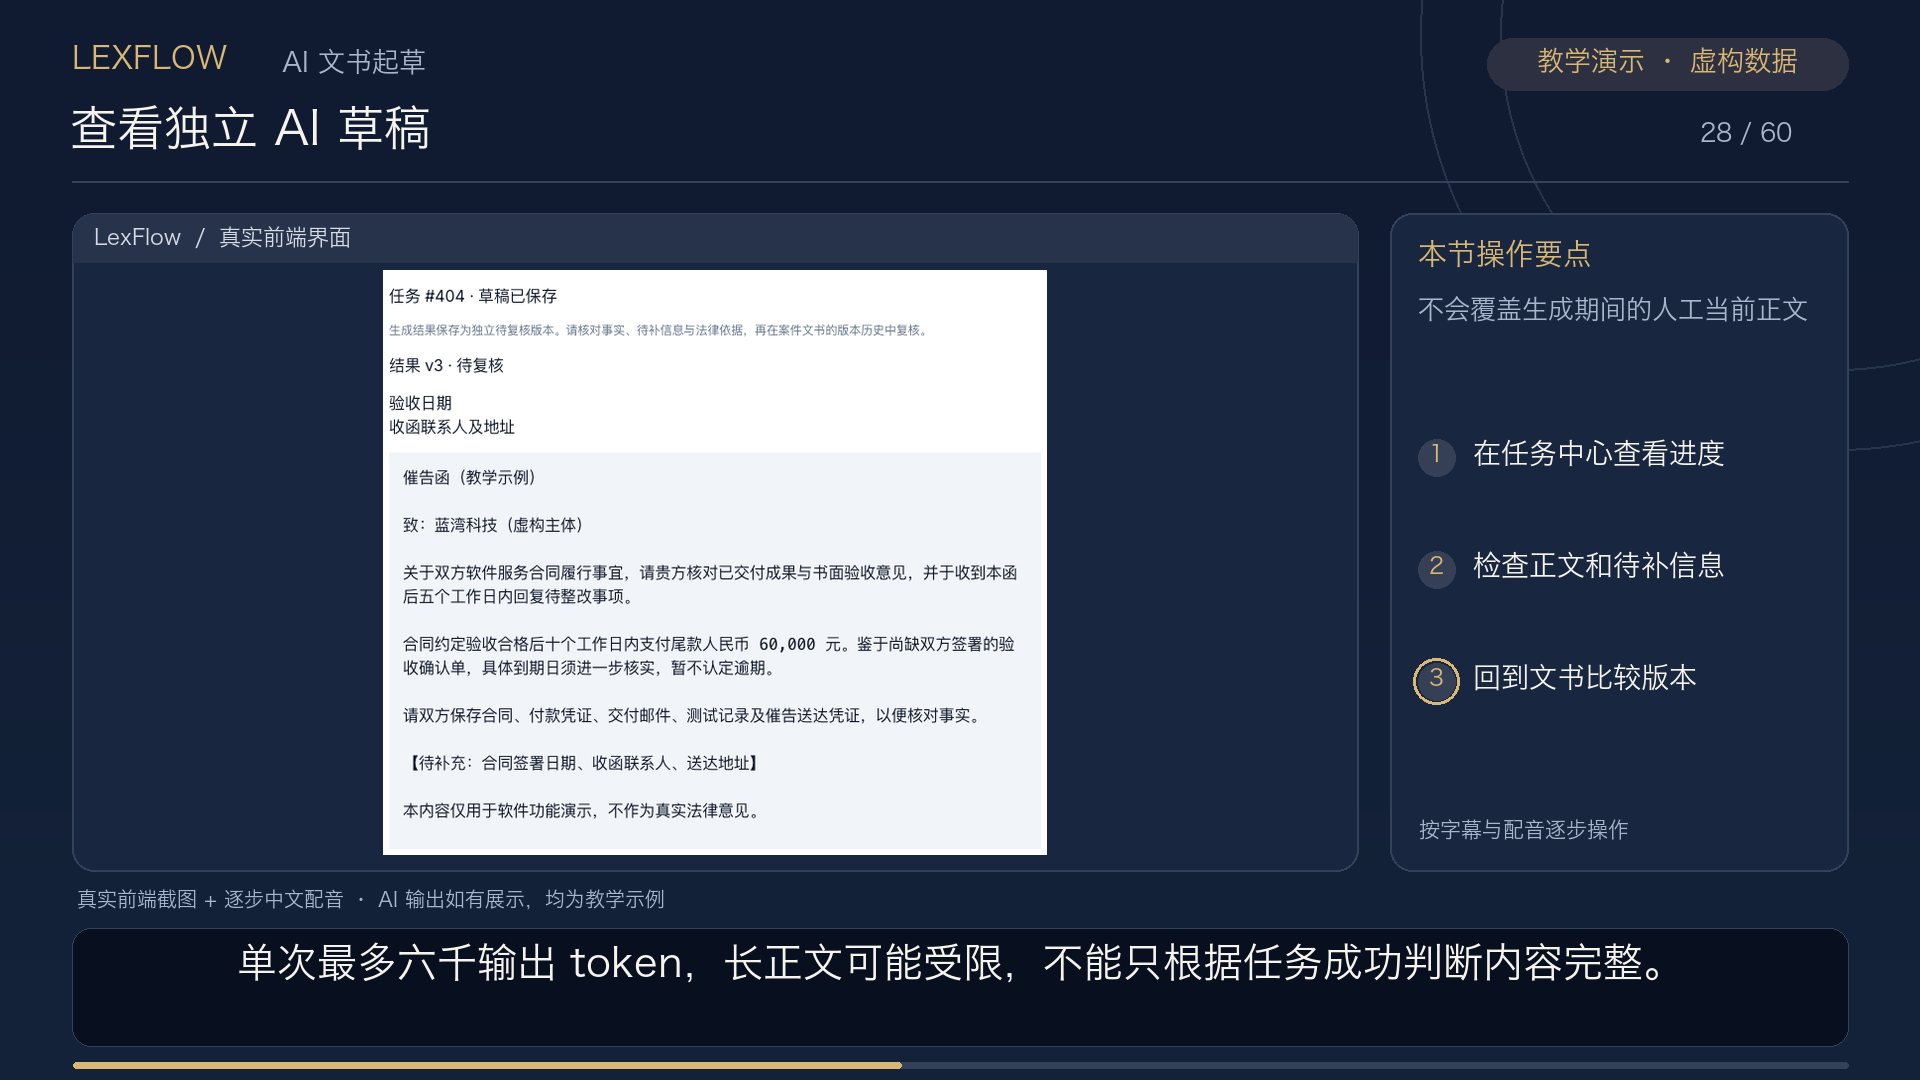 LEXFLOW AI 文书起草
教学演示 · 虚构数据
查看独立 AI 草稿
28 / 60
LexFlow / 真实前端界面
任务 #404 · 草稿已保存
生成结果保存为独立待复核版本。请核对事实、待补信息与法律依据，再在案件文书的版本历史中复核。
结果 v3 · 待复核
验收日期
收函联系人及地址
催告函（教学示例）
致：蓝湾科技（虚构主体）
关于双方软件服务合同履行事宜，请贵方核对已交付成果与书面验收意见，并于收到本函
后五个工作日内回复待整改事项。
合同约定验收合格后十个工作日内支付尾款人民币 60,000 元。鉴于尚缺双方签署的验
收确认单，具体到期日须进一步核实，暂不认定逾期。
请双方保存合同、付款凭证、交付邮件、测试记录及催告送达凭证，以便核对事实。
【待补充：合同签署日期、收函联系人、送达地址】
本内容仅用于软件功能演示，不作为真实法律意见。
本节操作要点
不会覆盖生成期间的人工当前正文
1 在任务中心查看进度
2 检查正文和待补信息
3 回到文书比较版本
按字幕与配音逐步操作
真实前端截图 + 逐步中文配音 · AI 输出如有展示，均为教学示例
单次最多六千输出 token，长正文可能受限，不能只根据任务成功判断内容完整。